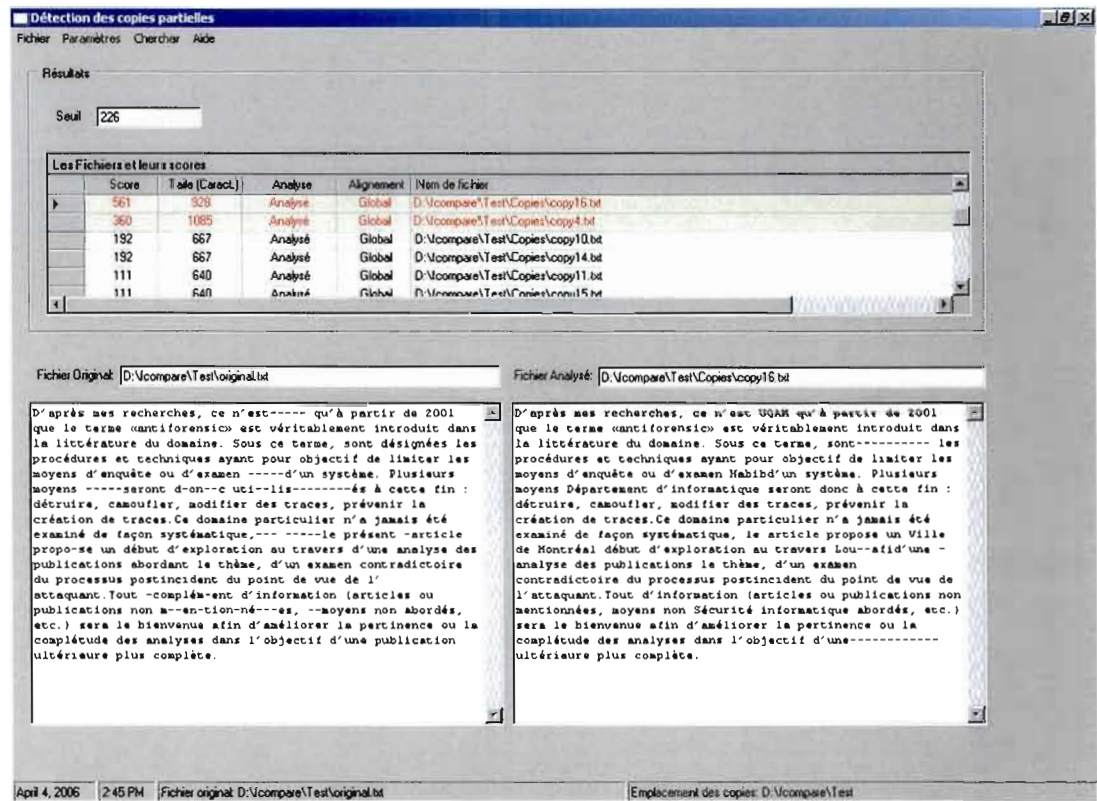 Détection des copies partielles
Fichier Paramètres Chercher Aide
Résultats
Seuil 226
Les Fichiers et leurs scores
Score Taille (Caract.) Analyse Alignement Nom de fichier
561 928 Analysé Global D:\Icompare\Test\Copies\copy16.txt
360 1085 Analysé Global D:\Icompare\Test\Copies\copy4.txt
192 667 Analysé Global D:\Icompare\Test\Copies\copy10.txt
192 667 Analysé Global D:\Icompare\Test\Copies\copy14.txt
111 640 Analysé Global D:\Icompare\Test\Copies\copy11.txt
111 640 Analysé Global D:\Icompare\Test\Copies\copy15.txt
Fichier Original: D:\Icompare\Test\original.txt
Fichier Analysé: D:\Icompare\Test\Copies\copy16.txt
D'après mes recherches, ce n'est----- qu'à partir de 2001
que le terme «antiforensic» est véritablement introduit dans
la littérature du domaine. Sous ce terme, sont désignées les
procédures et techniques ayant pour objectif de limiter les
moyens d'enquête ou d'examen -----d'un système. Plusieurs
moyens -----seront d-on--c uti--lis--------és à cette fin :
détruire, camoufler, modifier des traces, prévenir la
création de traces.Ce domaine particulier n'a jamais été
examiné de façon systématique,--- -----le présent -article
propo-se un début d'exploration au travers d'une analyse des
publications abordant le thème, d'un examen contradictoire
du processus postincident du point de vue de l'
attaquant.Tout -complém-ent d'information (articles ou
publications non m--en-tion-né---es, --moyens non abordés,
etc.) sera le bienvenue afin d'améliorer la pertinence ou la
complétude des analyses dans l'objectif d'une publication
ultérieure plus complète.
D'après mes recherches, ce n'est UQAM qu'à partir de 2001
que le terme «antiforensic» est véritablement introduit dans
la littérature du domaine. Sous ce terme, sont---------- les
procédures et techniques ayant pour objectif de limiter les
moyens d'enquête ou d'examen Habibd'un système. Plusieurs
moyens Département d'informatique seront donc à cette fin :
détruire, camoufler, modifier des traces, prévenir la
création de traces.Ce domaine particulier n'a jamais été
examiné de façon systématique, le article propose un Ville
de Montréal début d'exploration au travers Lou--afid'une -
analyse des publications le thème, d'un examen
contradictoire du processus postincident du point de vue de
l'attaquant.Tout d'information (articles ou publications non
mentionnées, moyens non Sécurité informatique abordés, etc.)
sera le bienvenue afin d'améliorer la pertinence ou la
complétude des analyses dans l'objectif d'une------------
ultérieure plus complète.
April 4, 2006 2:45 PM Fichier original: D:\Icompare\Test\original.txt Emplacement des copies: D:\Icompare\Test